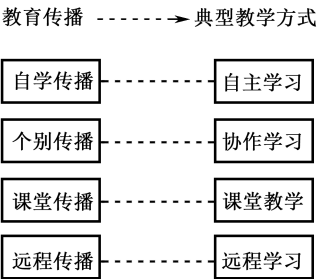 教育传播 典型教学方式
自学传播 自主学习
个别传播 协作学习
课堂传播 课堂教学
远程传播 远程学习